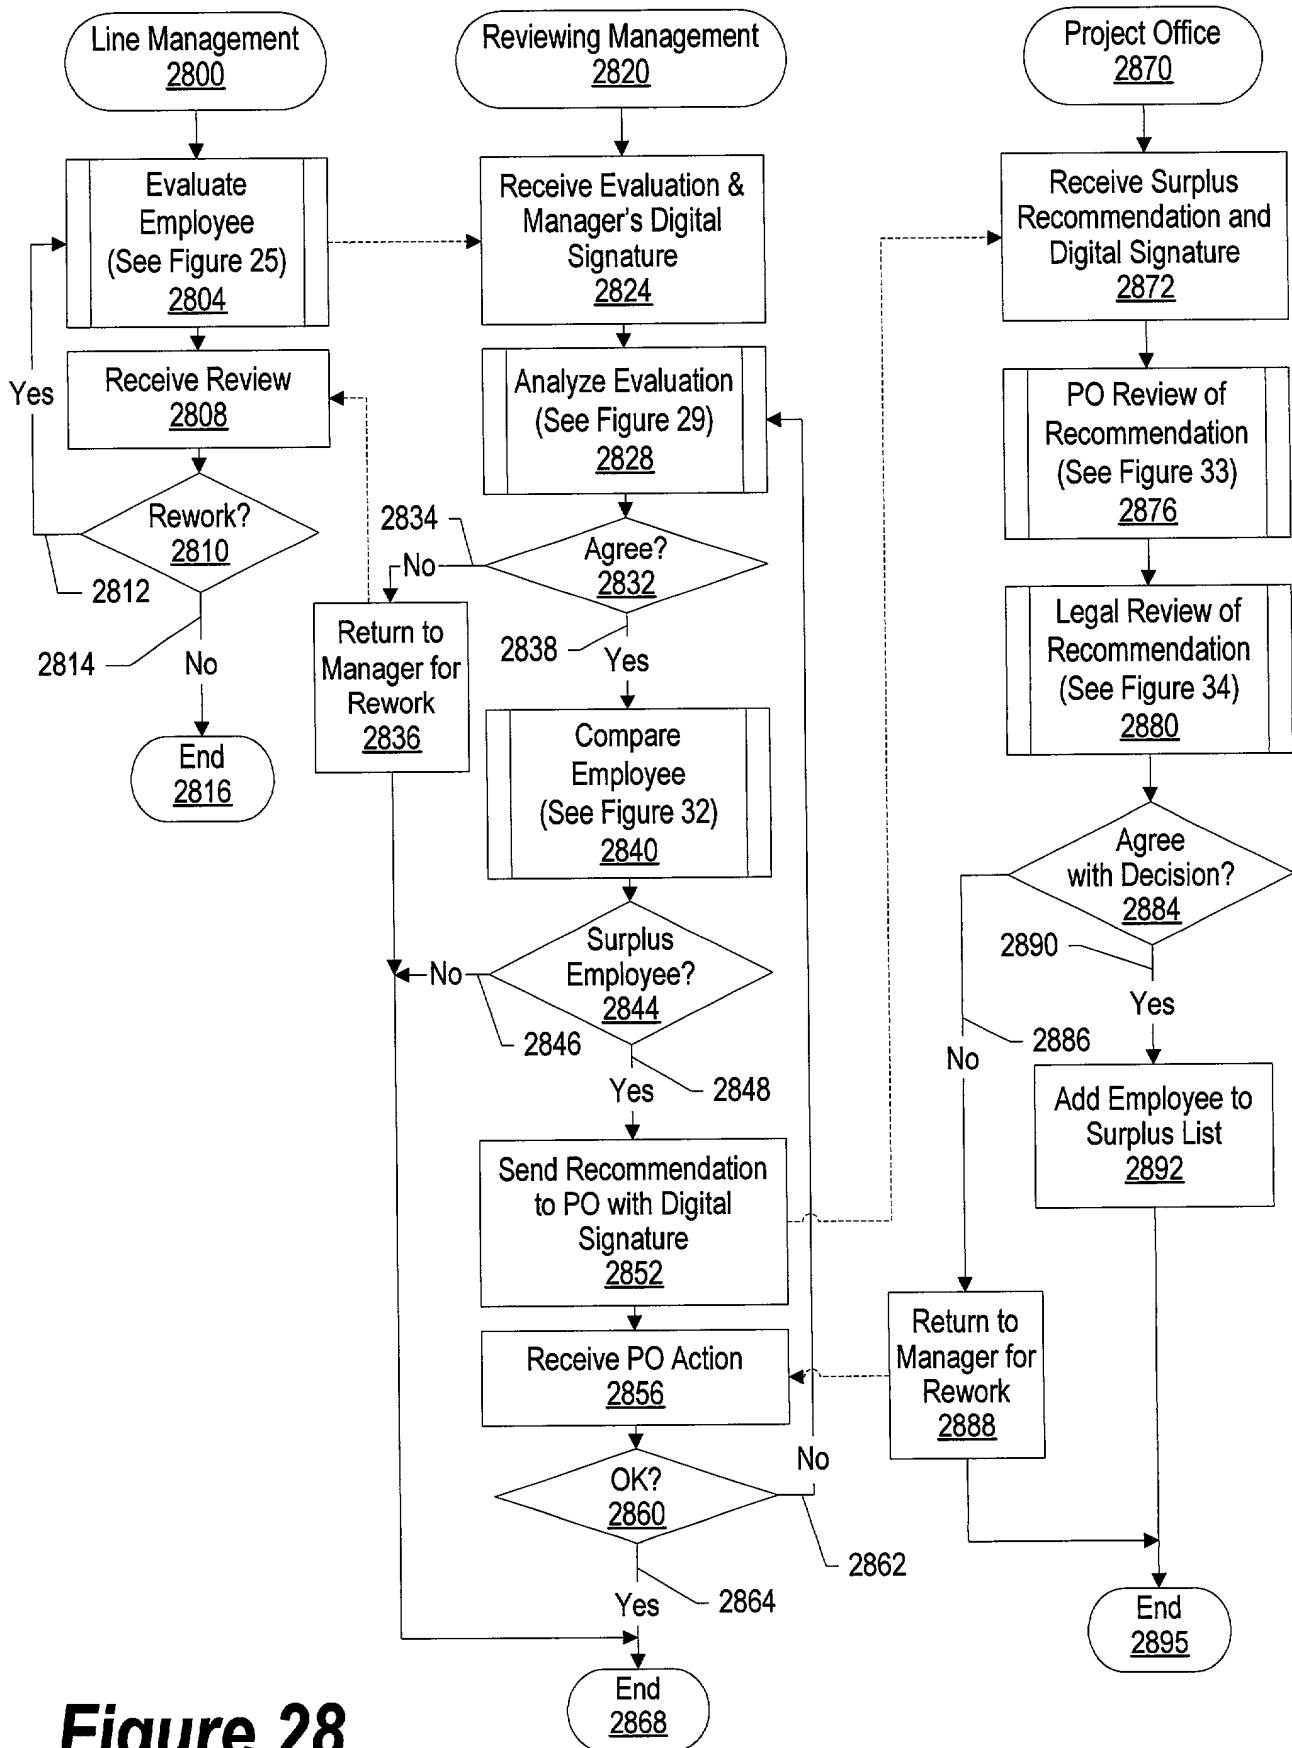 Line Management
2800
Evaluate
Employee
(See Figure 25)
2804
Receive Review
2808
Yes
Rework?
2810
2812
2814
No
End
2816
Reviewing Management
2820
Receive Evaluation &
Manager's Digital
Signature
2824
Analyze Evaluation
(See Figure 29)
2828
2834
Agree?
2832
No
Return to
Manager for
Rework
2836
2838
Yes
Compare
Employee
(See Figure 32)
2840
Surplus
Employee?
2844
No
2846
2848
Yes
Send Recommendation
to PO with Digital
Signature
2852
Receive PO Action
2856
OK?
2860
No
2862
2864
Yes
End
2868
Project Office
2870
Receive Surplus
Recommendation and
Digital Signature
2872
PO Review of
Recommendation
(See Figure 33)
2876
Legal Review of
Recommendation
(See Figure 34)
2880
Agree
with Decision?
2884
2890
Yes
2886
No
Add Employee to
Surplus List
2892
Return to
Manager for
Rework
2888
End
2895
Figure 28